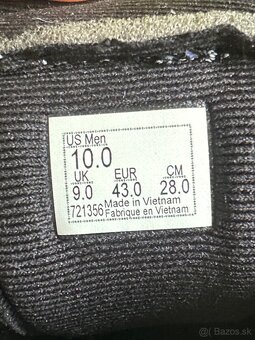 US Men
10.0
UK EUR CM
9.0 43.0 28.0
721356 Made in Vietnam
Fabrique en Vietnam
© Bazos.sk